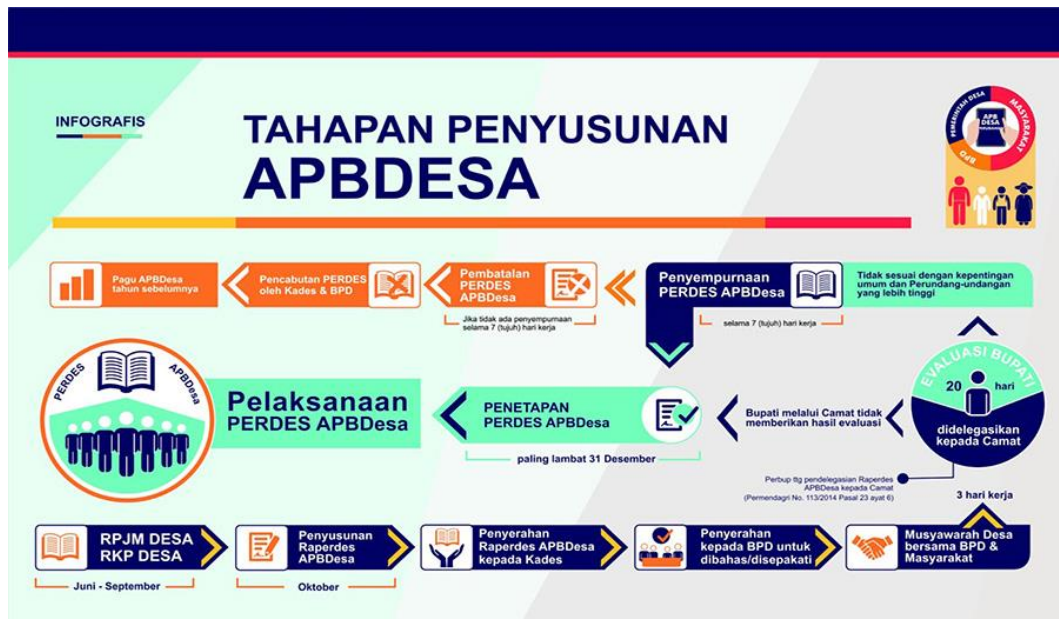 INFOGRAFIS
TAHAPAN PENYUSUNAN
APBDESA
PEMERINTAH DESA
MASYARAKAT
BPD
APB
DESA
Pagu APBDesa
tahun sebelumnya
Pencabutan PERDES
oleh Kades & BPD
Pembatalan
PERDES
APBDesa
Jika tidak ada penyempurnaan
selama 7 (tujuh) hari kerja
Penyempurnaan
PERDES APBDesa
selama 7 (tujuh) hari kerja
Tidak sesuai dengan kepentingan
umum dan Perundang-undangan
yang lebih tinggi
PERDES
APBDesa
Pelaksanaan
PERDES APBDesa
PENETAPAN
PERDES APBDesa
paling lambat 31 Desember
Bupati melalui Camat tidak
memberikan hasil evaluasi
EVALUASI BUPATI
20 hari
didelegasikan
kepada Camat
Perbup ttg pendelegasian Raperdes
APBDesa kepada Camat
(Permendagri No. 113/2014 Pasal 23 ayat 6)
3 hari kerja
RPJM DESA
RKP DESA
Juni - September
Penyusunan
Raperdes
APBDesa
Oktober
Penyerahan
Raperdes APBDesa
kepada Kades
Penyerahan
kepada BPD untuk
dibahas/disepakati
Musyawarah Desa
bersama BPD &
Masyarakat